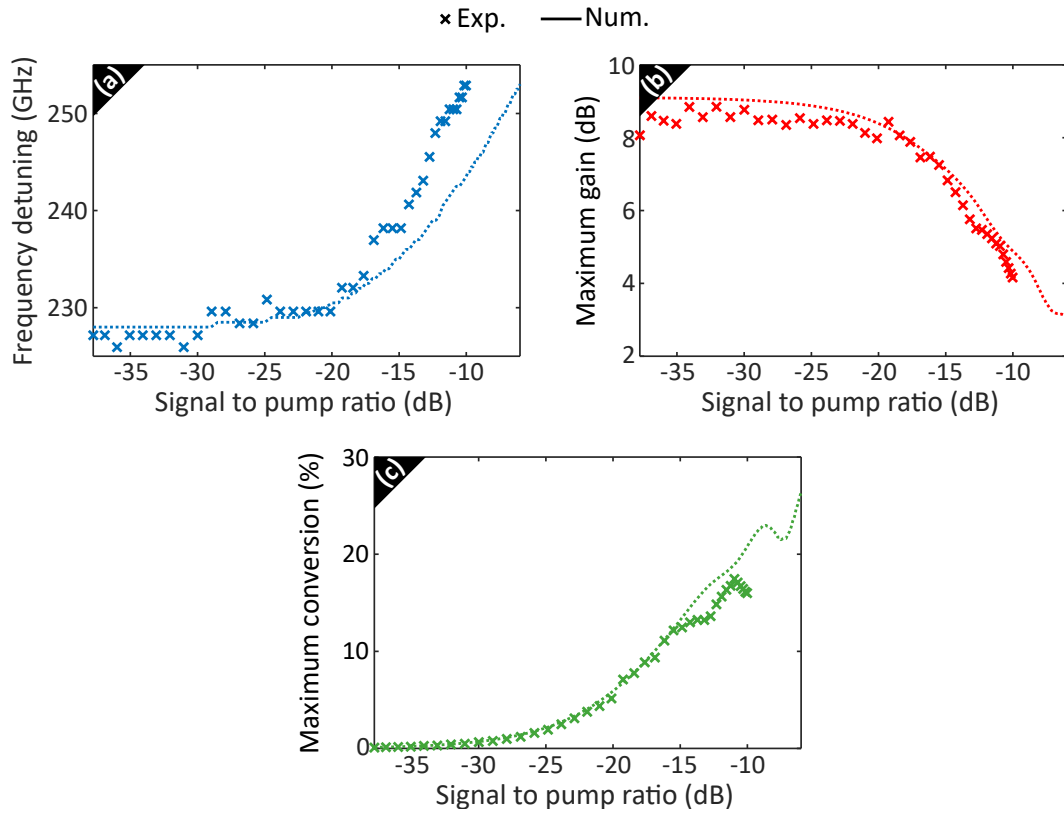 × Exp. — Num.
(a)
Frequency detuning (GHz)
250
240
230
-35 -30 -25 -20 -15 -10
Signal to pump ratio (dB)
(b)
Maximum gain (dB)
10
8
6
4
2
-35 -30 -25 -20 -15 -10
Signal to pump ratio (dB)
(c)
Maximum conversion (%)
30
20
10
0
-35 -30 -25 -20 -15 -10
Signal to pump ratio (dB)